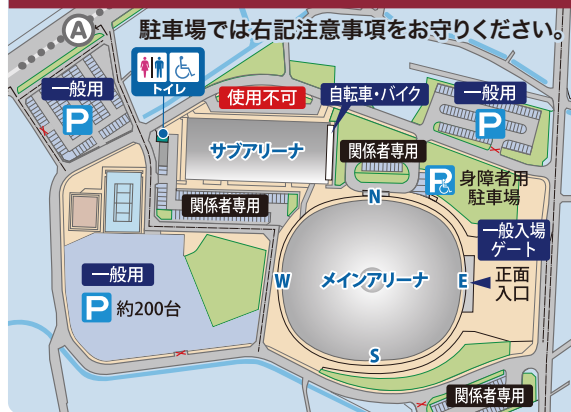 Ⓐ
駐車場では右記注意事項をお守りください。
一般用
P
トイレ
使用不可
自転車・バイク
一般用
P
サブアリーナ
関係者専用
P
身障者用
駐車場
関係者専用
N
一般入場
ゲート
一般用
P 約200台
W
メインアリーナ
E
正面
入口
S
関係者専用